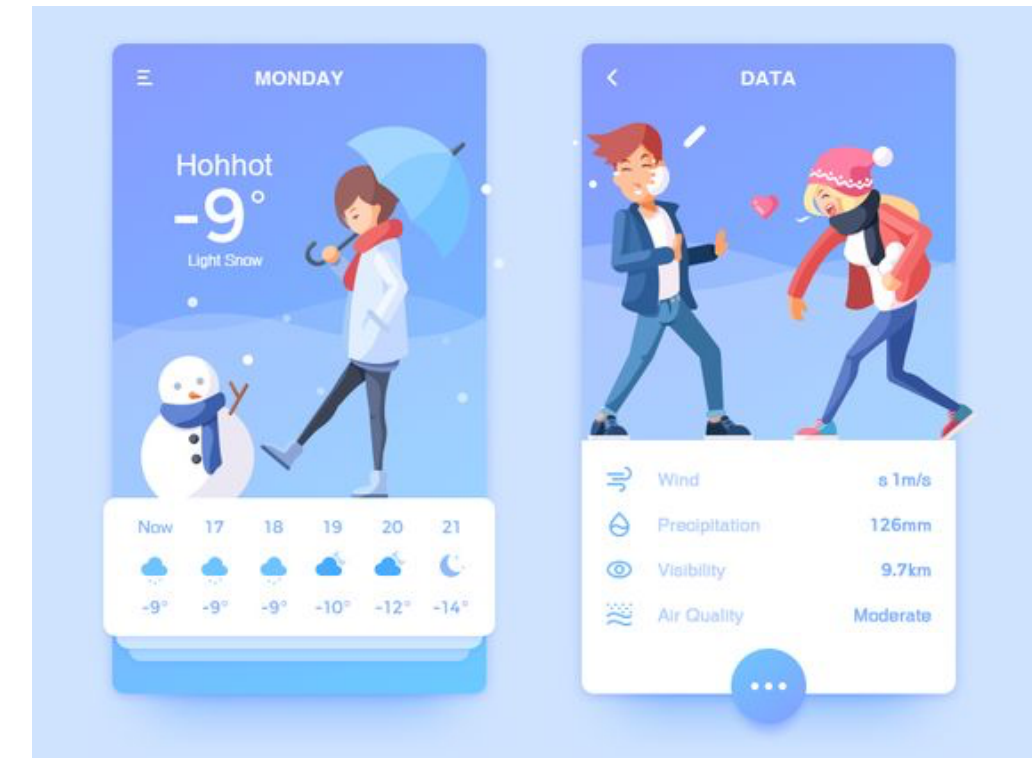 MONDAY
Hohhot
-9°
Light Snow
Now 17 18 19 20 21
-9° -9° -9° -10° -12° -14°
DATA
Wind s 1m/s
Precipitation 126mm
Visibility 9.7km
Air Quality Moderate